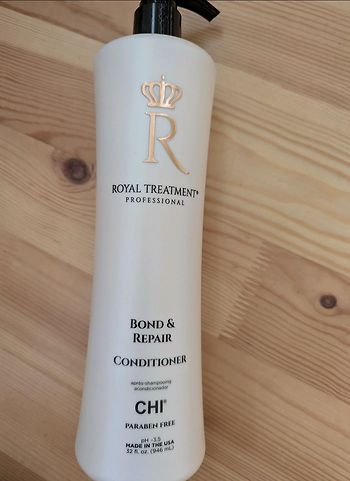 R
ROYAL TREATMENT®
PROFESSIONAL
BOND &
REPAIR
CONDITIONER
après-shampooing
acondicionador
CHI®
PARABEN FREE
pH ~3.5
MADE IN THE USA
32 fl. oz. (946 mL)